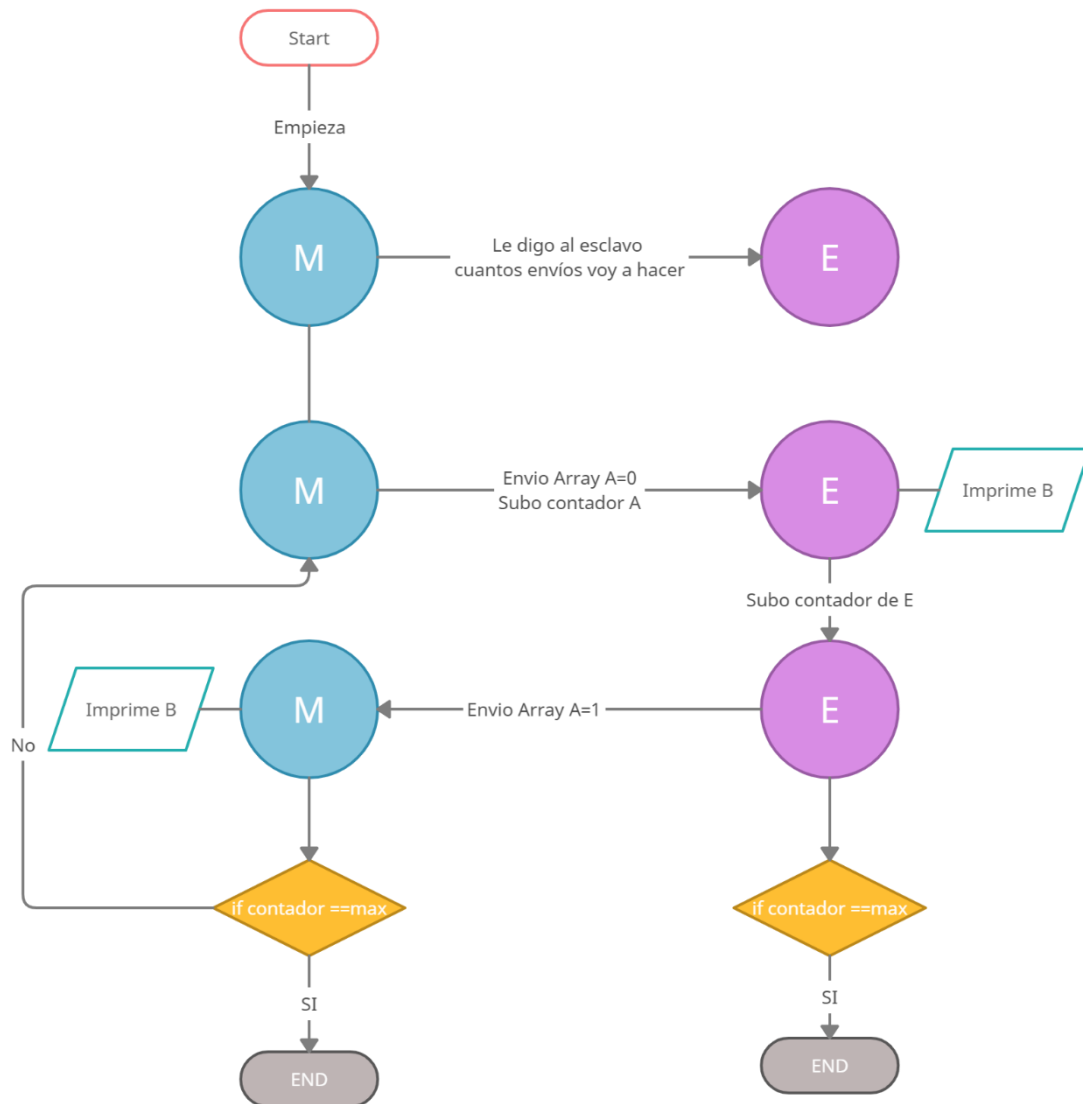 Start
Empieza
M
Le digo al esclavo
cuantos envíos voy a hacer
E
M
Envio Array A=0
Subo contador A
E
Imprime B
Subo contador de E
Imprime B
M
Envio Array A=1
E
No
if contador ==max
if contador ==max
SI
SI
END
END